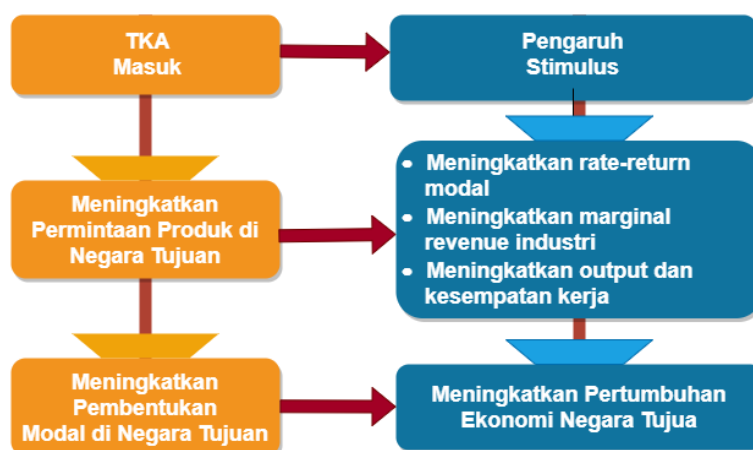 TKA
Masuk
Pengaruh
Stimulus
Meningkatkan
Permintaan Produk di
Negara Tujuan
• Meningkatkan rate-return
modal
• Meningkatkan marginal
revenue industri
• Meningkatkan output dan
kesempatan kerja
Meningkatkan
Pembentukan
Modal di Negara Tujuan
Meningkatkan Pertumbuhan
Ekonomi Negara Tujua